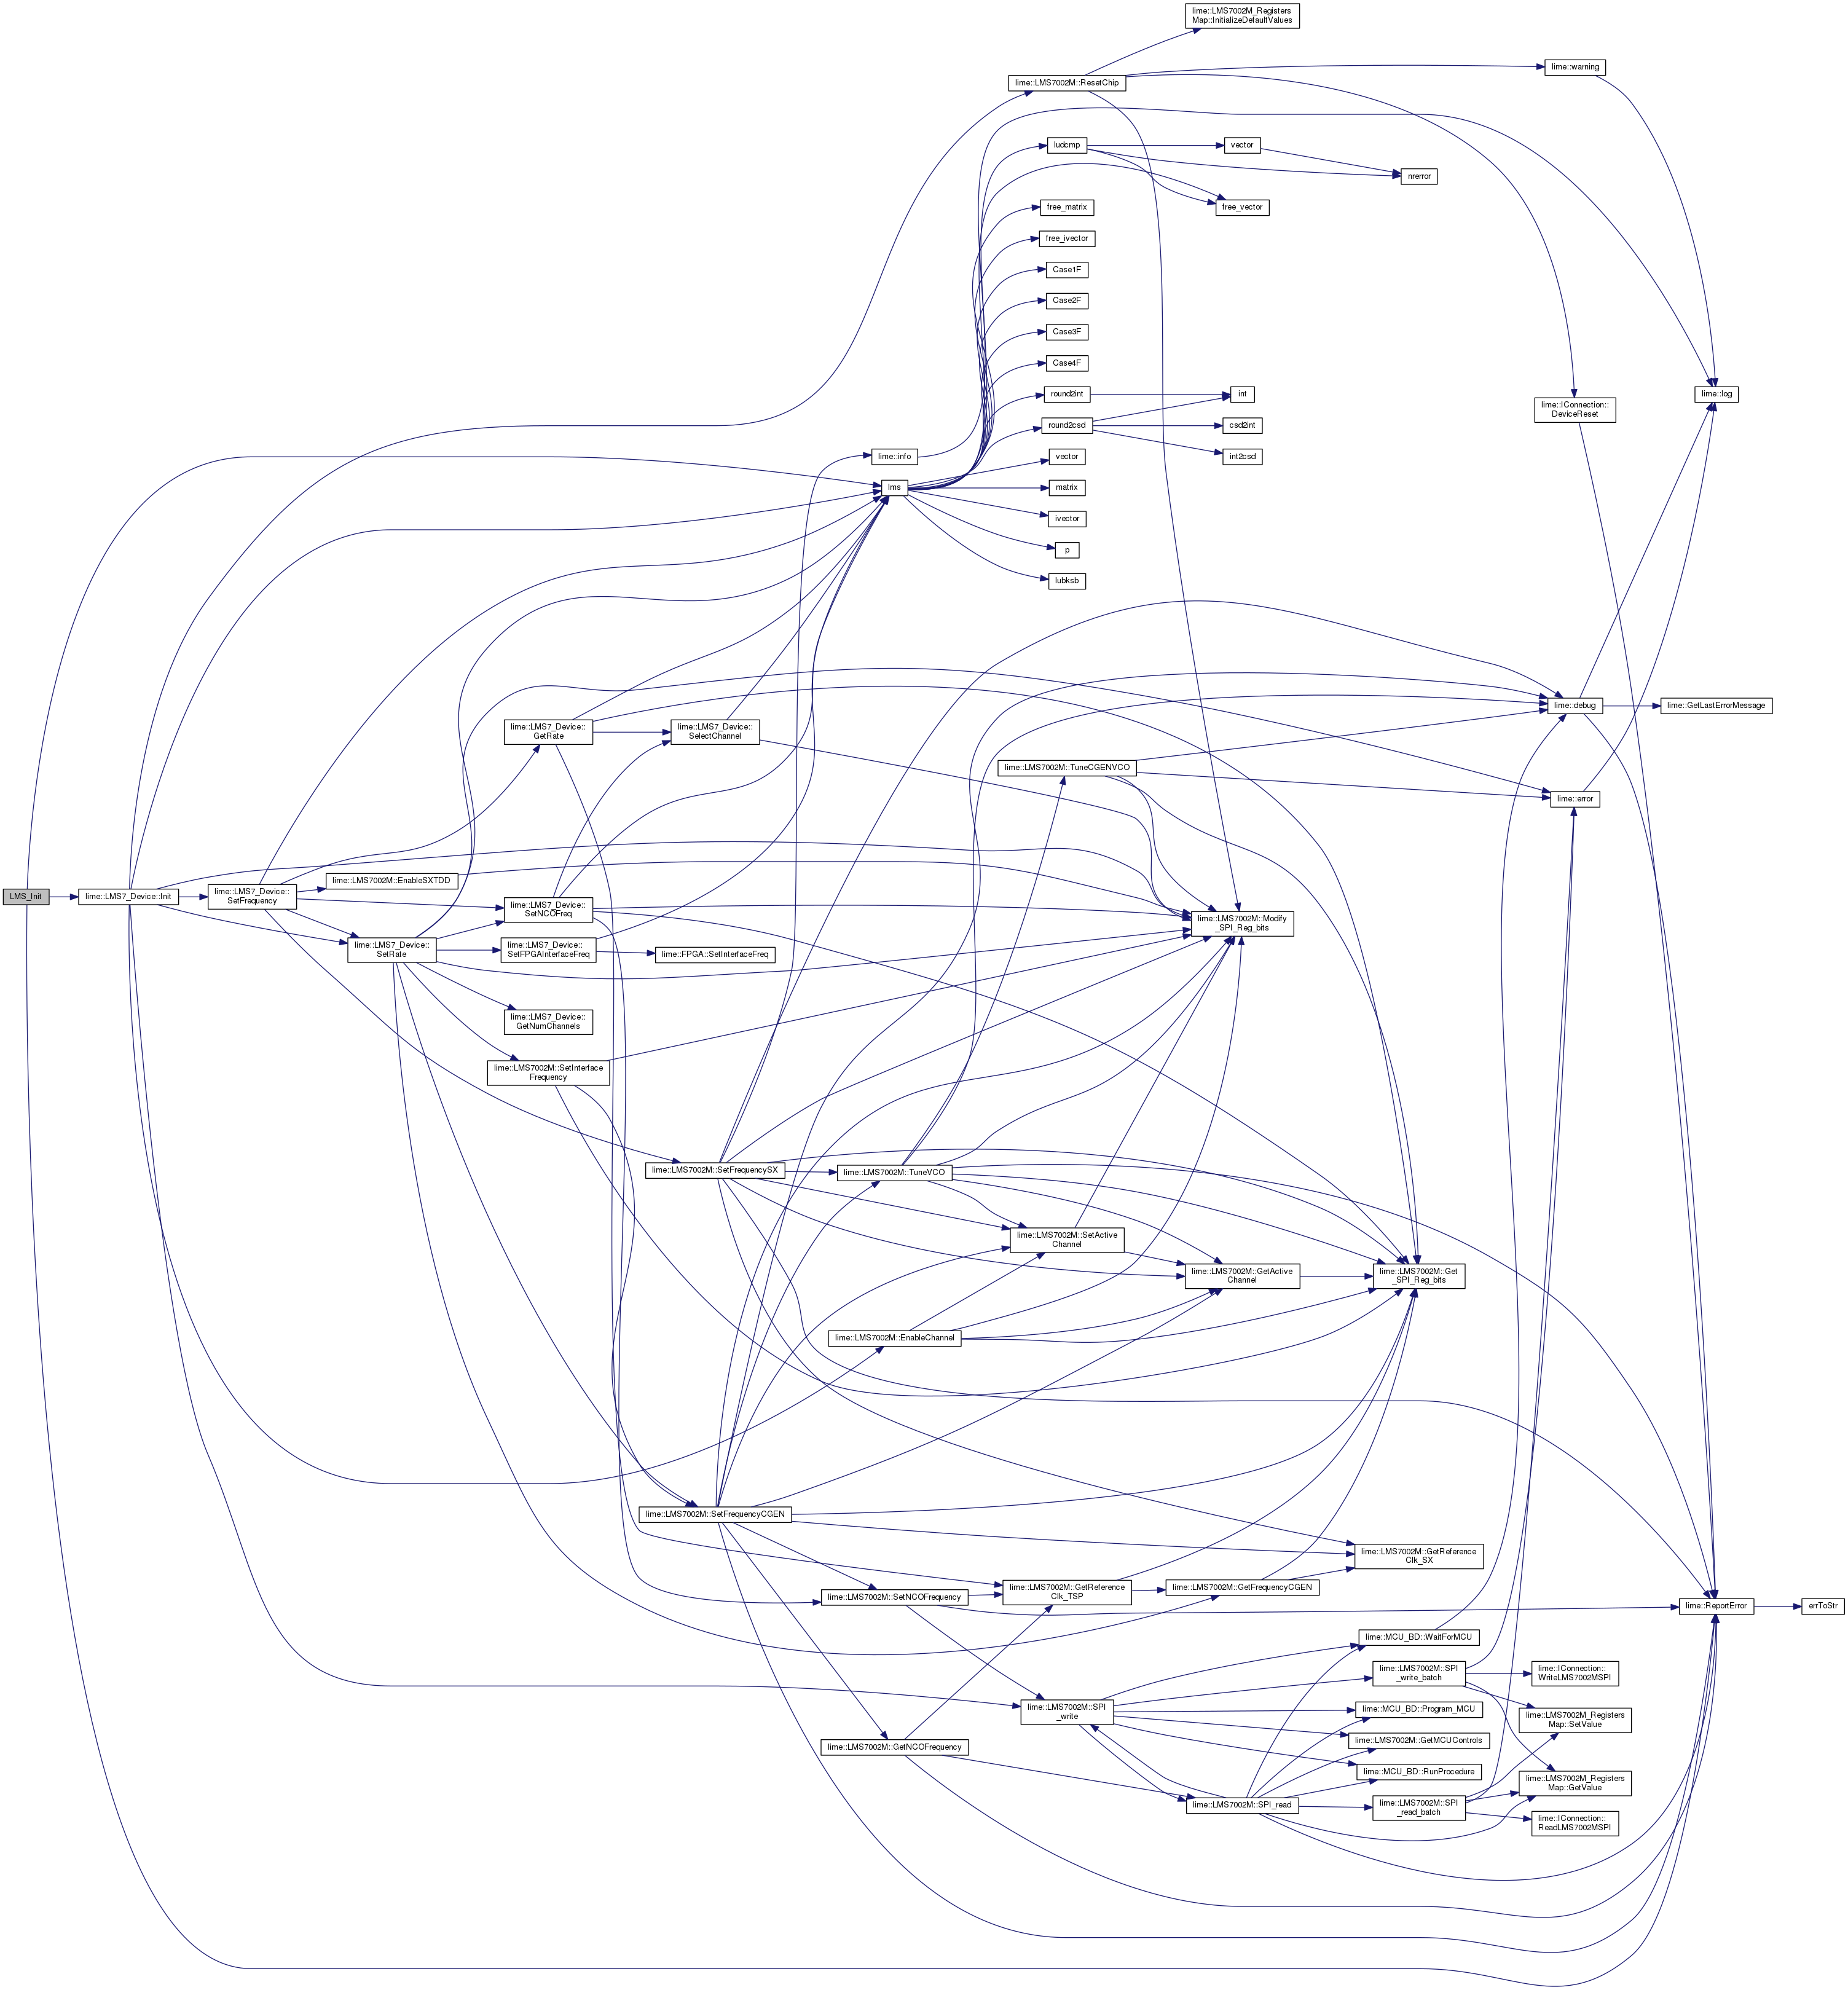 lime::LMS7002M_Registers
Map::InitializeDefaultValues
lime::LMS7002M::ResetChip
lime::warning
ludcmp
vector
nrerror
free_matrix
free_vector
free_ivector
Case1F
Case2F
Case3F
Case4F
round2int
int
lime::log
lime::IConnection::
DeviceReset
round2csd
csd2int
lime::info
vector
int2csd
lms
matrix
ivector
p
lubksb
lime::debug
lime::GetLastErrorMessage
lime::LMS7_Device::
GetRate
lime::LMS7_Device::
SelectChannel
lime::LMS7002M::TuneCGENVCO
lime::error
lime::LMS7002M::EnableSXTDD
LMS_Init
lime::LMS7_Device::Init
lime::LMS7_Device::
SetFrequency
lime::LMS7_Device::
SetNCOFreq
lime::LMS7002M::Modify
_SPI_Reg_bits
lime::LMS7_Device::
SetRate
lime::LMS7_Device::
SetFPGAInterfaceFreq
lime::FPGA::SetInterfaceFreq
lime::LMS7_Device::
GetNumChannels
lime::LMS7002M::SetInterface
Frequency
lime::LMS7002M::SetFrequencySX
lime::LMS7002M::TuneVCO
lime::LMS7002M::SetActive
Channel
lime::LMS7002M::GetActive
Channel
lime::LMS7002M::Get
_SPI_Reg_bits
lime::LMS7002M::EnableChannel
lime::LMS7002M::SetFrequencyCGEN
lime::LMS7002M::GetReference
Clk_SX
lime::LMS7002M::GetReference
Clk_TSP
lime::LMS7002M::GetFrequencyCGEN
lime::LMS7002M::SetNCOFrequency
lime::ReportError
errToStr
lime::MCU_BD::WaitForMCU
lime::LMS7002M::SPI
_write_batch
lime::IConnection::
WriteLMS7002MSPI
lime::LMS7002M::SPI
_write
lime::MCU_BD::Program_MCU
lime::LMS7002M_Registers
Map::SetValue
lime::LMS7002M::GetNCOFrequency
lime::LMS7002M::GetMCUControls
lime::MCU_BD::RunProcedure
lime::LMS7002M_Registers
Map::GetValue
lime::LMS7002M::SPI_read
lime::LMS7002M::SPI
_read_batch
lime::IConnection::
ReadLMS7002MSPI